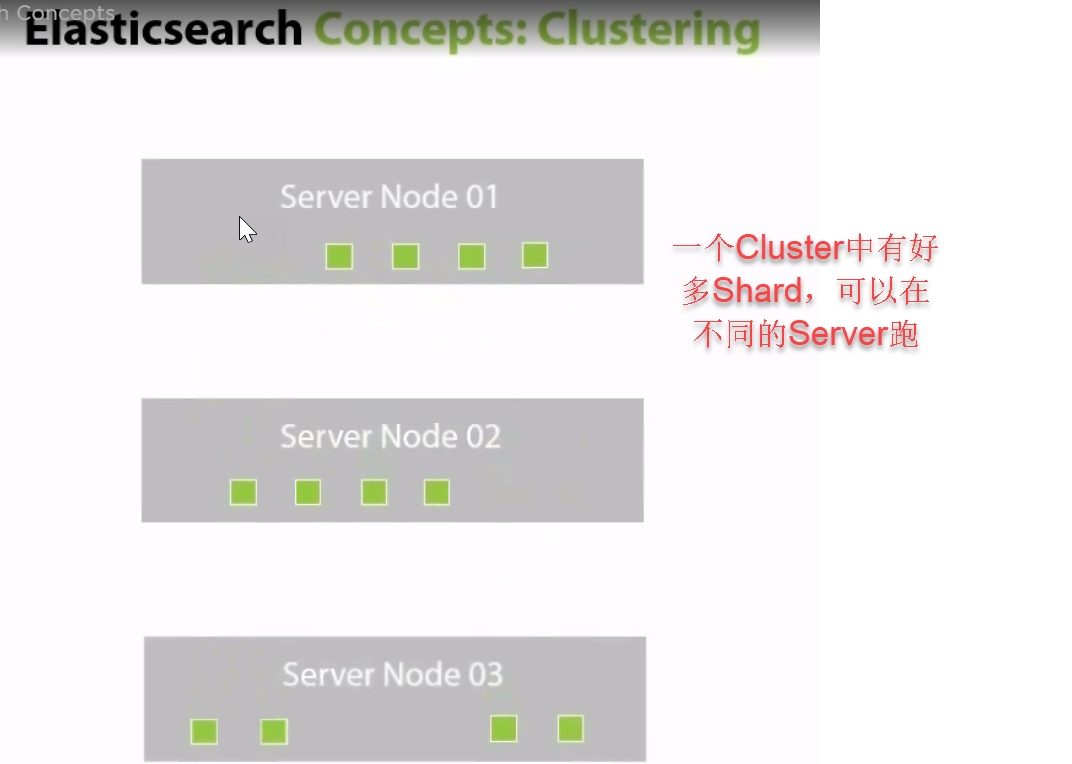 h Concepts
Elasticsearch Concepts: Clustering
Server Node 01
一个Cluster中有好
多Shard，可以在
不同的Server跑
Server Node 02
Server Node 03